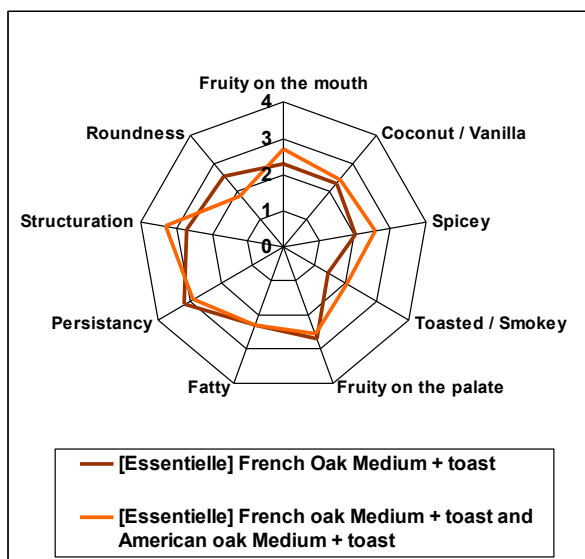 Fruity on the mouth
4
Roundness
Coconut / Vanilla
3
2
Structuration
1
Spicey
0
Persistancy
Toasted / Smokey
Fatty
Fruity on the palate
[Essentielle] French Oak Medium + toast
[Essentielle] French oak Medium + toast and
American oak Medium + toast